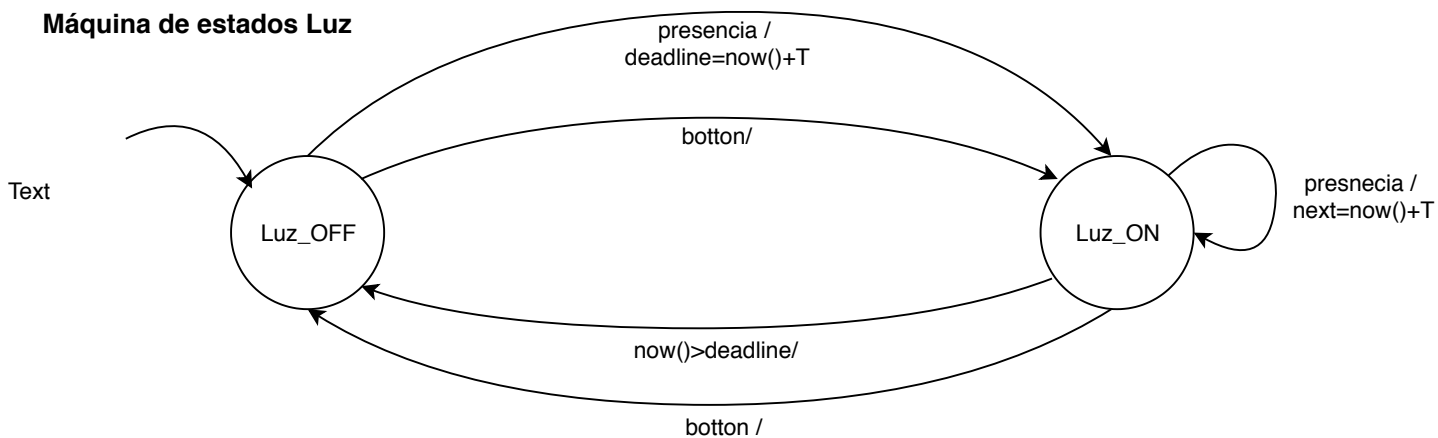 Máquina de estados Luz
presencia /
deadline=now()+T
botton/
Text
Luz_OFF
Luz_ON
presnecia /
next=now()+T
now()>deadline/
botton /